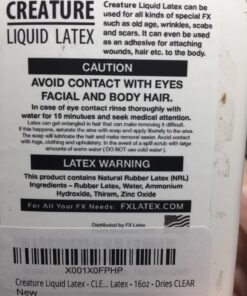 CREATURE
LIQUID LATEX
Creature Liquid Latex can be
used for all kinds of special FX
such as old age, wrinkles, scabs
and scars. It can even be used
as an adhesive for attaching
wounds, hair etc. to the body.
CAUTION
AVOID CONTACT WITH EYES
FACIAL AND BODY HAIR.
In case of eye contact rinse thoroughly with
water for 15 minutues and seek medical attention.
Latex can get entangled in hair that can make removing it difficult.
If this happens, saturate the area with soap and apply liberally to the area.
The soap will lubricate the hair and make removal easier. Avoid contact
with rugs, clothing and upholstery. In the event of a spill scrub with large
amounts of warm water (DO NOT use cold water).
LATEX WARNING
This product contains Natural Rubber Latex (NRL)
Ingredients – Rubber Latex, Water, Ammonium
Hydroxide, Thiram, Zinc Oxide
For All Your FX Needs: FXLATEX.COM
Distributed by FX Latex
X001X0FPHP
Creature Liquid Latex - CLE... Latex - 16oz - Dries CLEAR
New